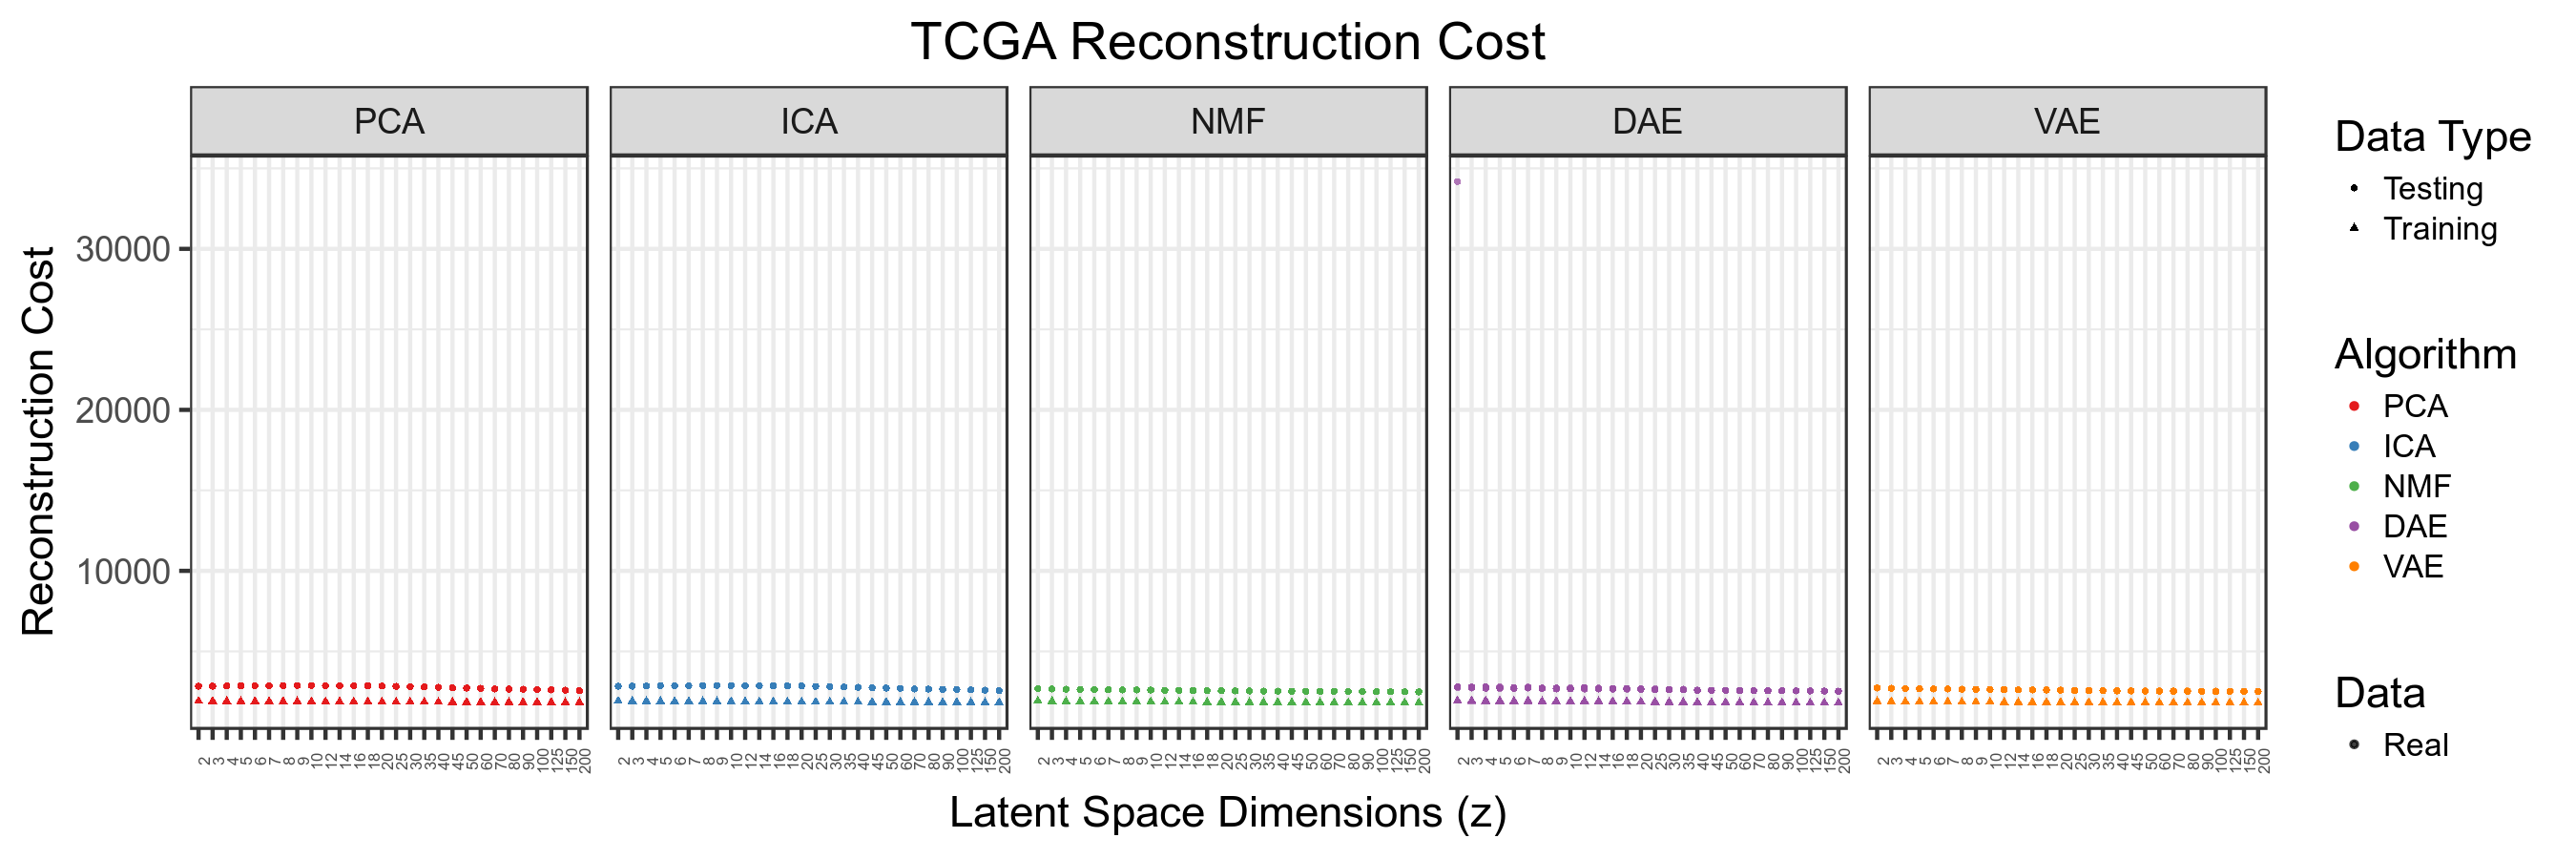 TCGA Reconstruction Cost
PCA
ICA
NMF
DAE
VAE
Reconstruction Cost
30000
20000
10000
2 3 4 5 6 7 8 9 10 12 14 16 18 20 25 30 35 40 45 50 60 70 80 90 100 125 150 200
2 3 4 5 6 7 8 9 10 12 14 16 18 20 25 30 35 40 45 50 60 70 80 90 100 125 150 200
2 3 4 5 6 7 8 9 10 12 14 16 18 20 25 30 35 40 45 50 60 70 80 90 100 125 150 200
2 3 4 5 6 7 8 9 10 12 14 16 18 20 25 30 35 40 45 50 60 70 80 90 100 125 150 200
2 3 4 5 6 7 8 9 10 12 14 16 18 20 25 30 35 40 45 50 60 70 80 90 100 125 150 200
Latent Space Dimensions (z)
Data Type
Testing
Training
Algorithm
PCA
ICA
NMF
DAE
VAE
Data
Real